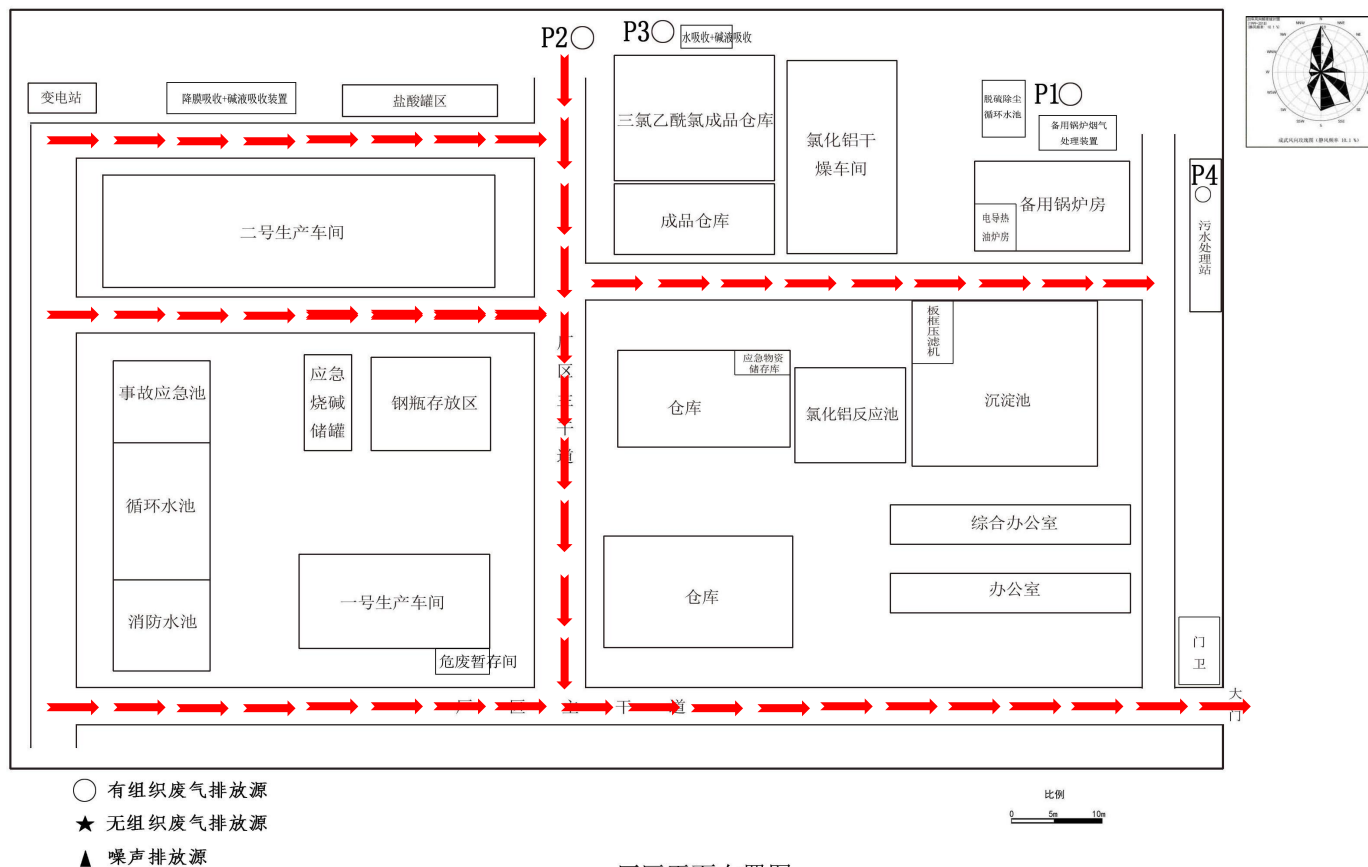 P2
P3
水吸收+碱液吸收
变电站
降膜吸收+碱液吸收装置
盐酸罐区
三氯乙酰氯成品仓库
氯化铝干
燥车间
脱硫除尘
循环水池
P1
备用锅炉烟气
处理装置
P4
污水处理站
二号生产车间
成品仓库
备用锅炉房
电导热
油炉房
事故应急池
应急
烧碱
储罐
钢瓶存放区
厂区主干道
应急物资
储存库
仓库
氯化铝反应池
板框压滤机
沉淀池
循环水池
综合办公室
一号生产车间
仓库
办公室
消防水池
危废暂存间
门卫
厂区主干道
大门
有组织废气排放源
无组织废气排放源
噪声排放源
比例
0 5m 10m